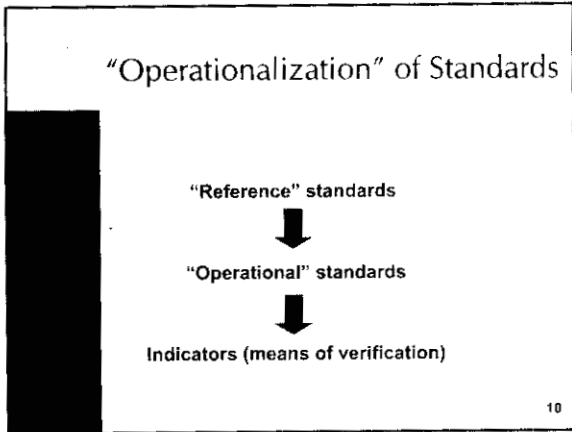 “Operationalization” of Standards
“Reference” standards
“Operational” standards
Indicators (means of verification)
10